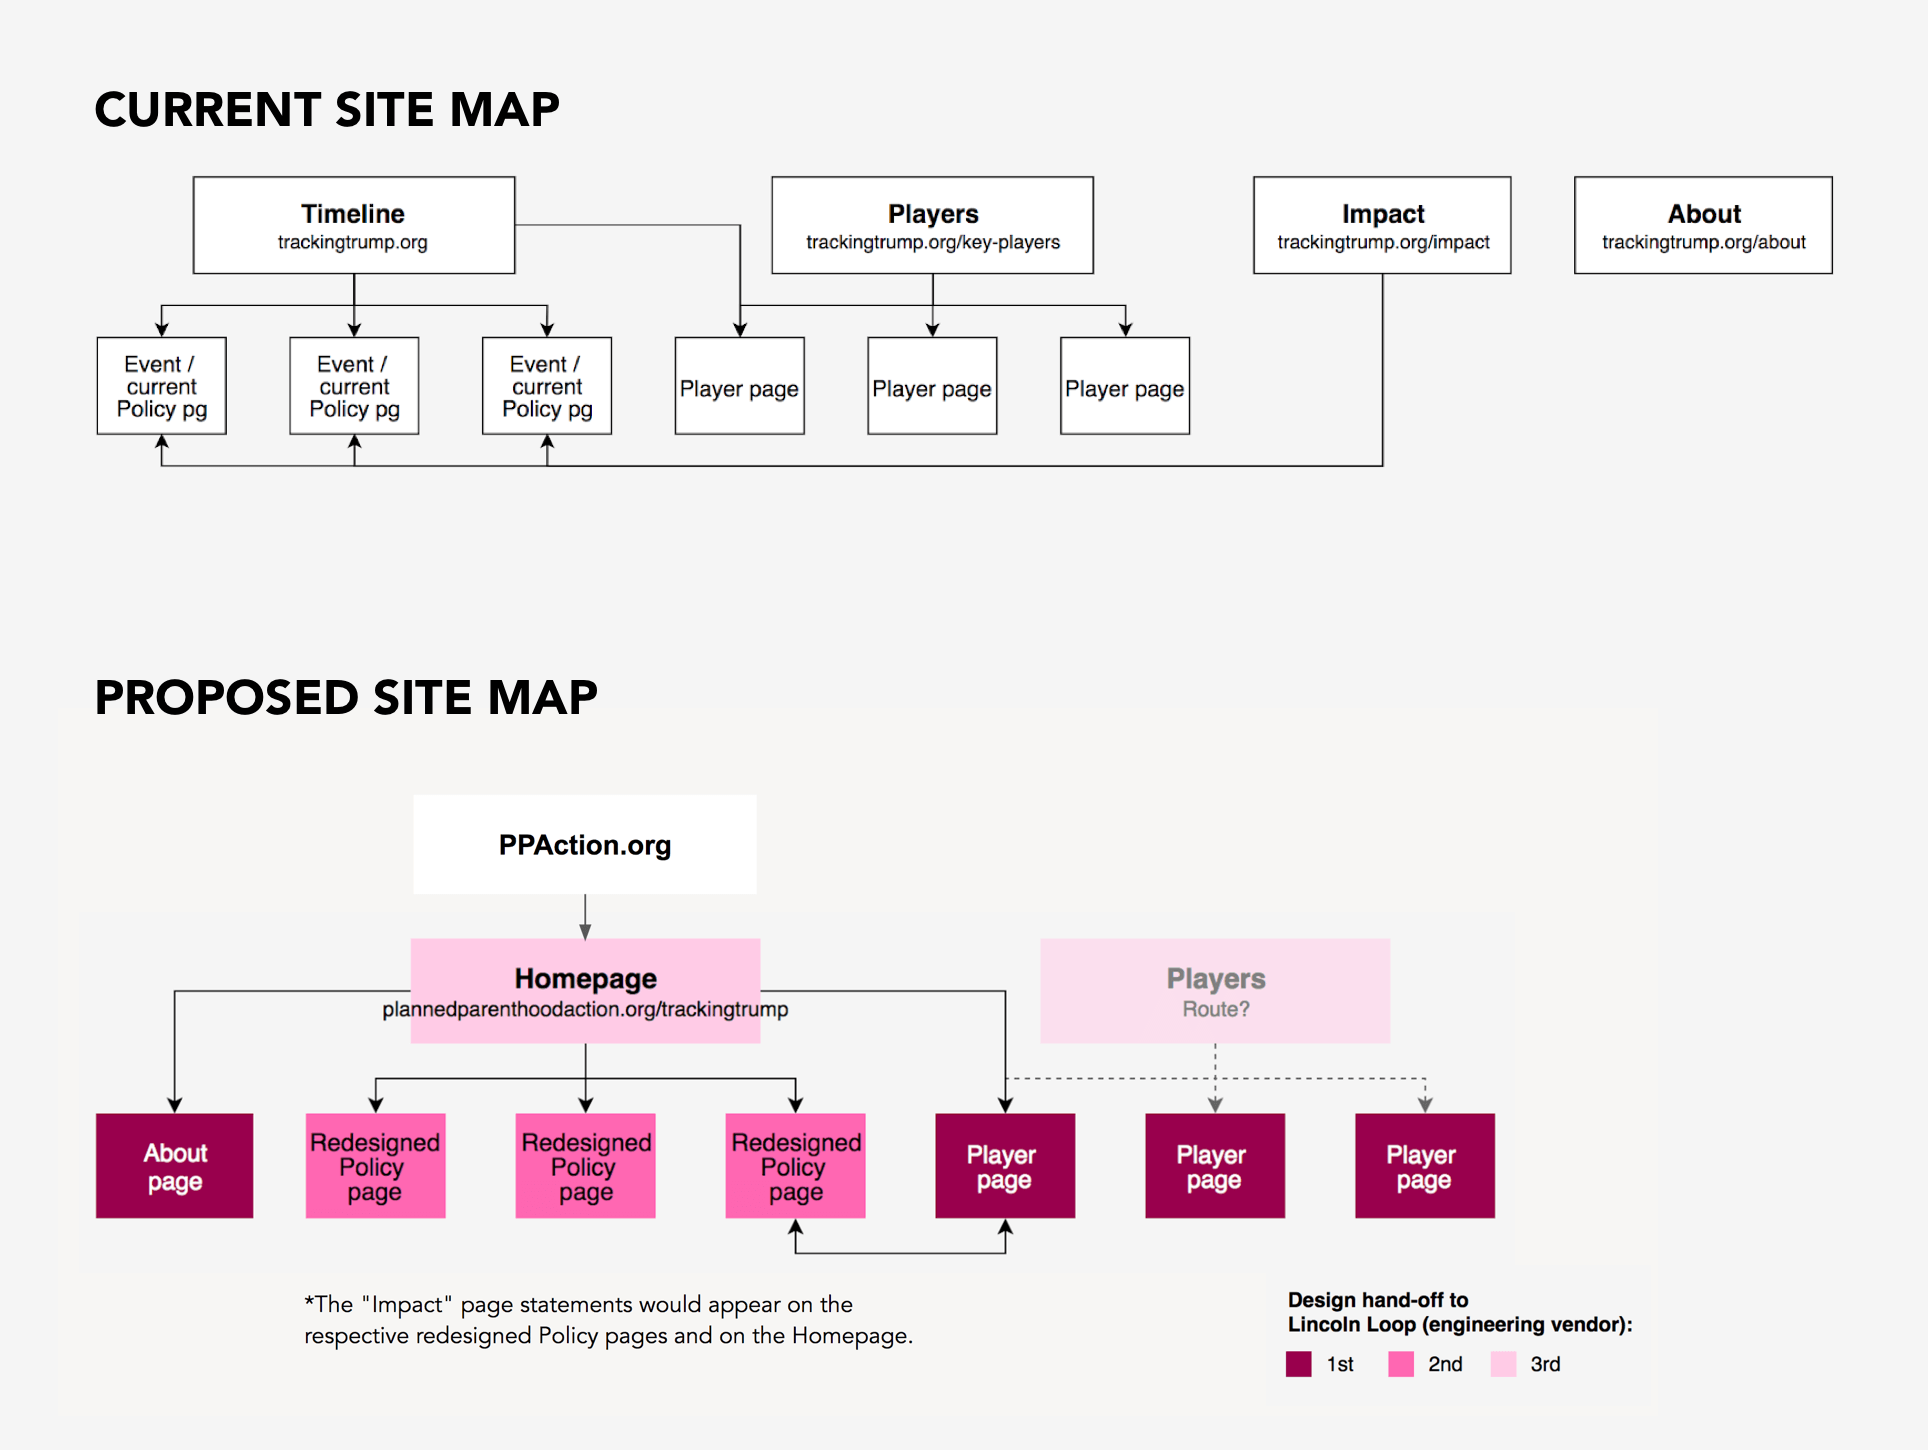 CURRENT SITE MAP
Timeline
trackingtrump.org
Players
trackingtrump.org/key-players
Impact
trackingtrump.org/impact
About
trackingtrump.org/about
Event /
current
Policy pg
Event /
current
Policy pg
Event /
current
Policy pg
Player page
Player page
Player page
PROPOSED SITE MAP
PPAction.org
Homepage
plannedparenthoodaction.org/trackingtrump
Players
Route?
About
page
Redesigned
Policy
page
Redesigned
Policy
page
Redesigned
Policy
page
Player
page
Player
page
Player
page
*The "Impact" page statements would appear on the
respective redesigned Policy pages and on the Homepage.
Design hand-off to
Lincoln Loop (engineering vendor):
1st
2nd
3rd